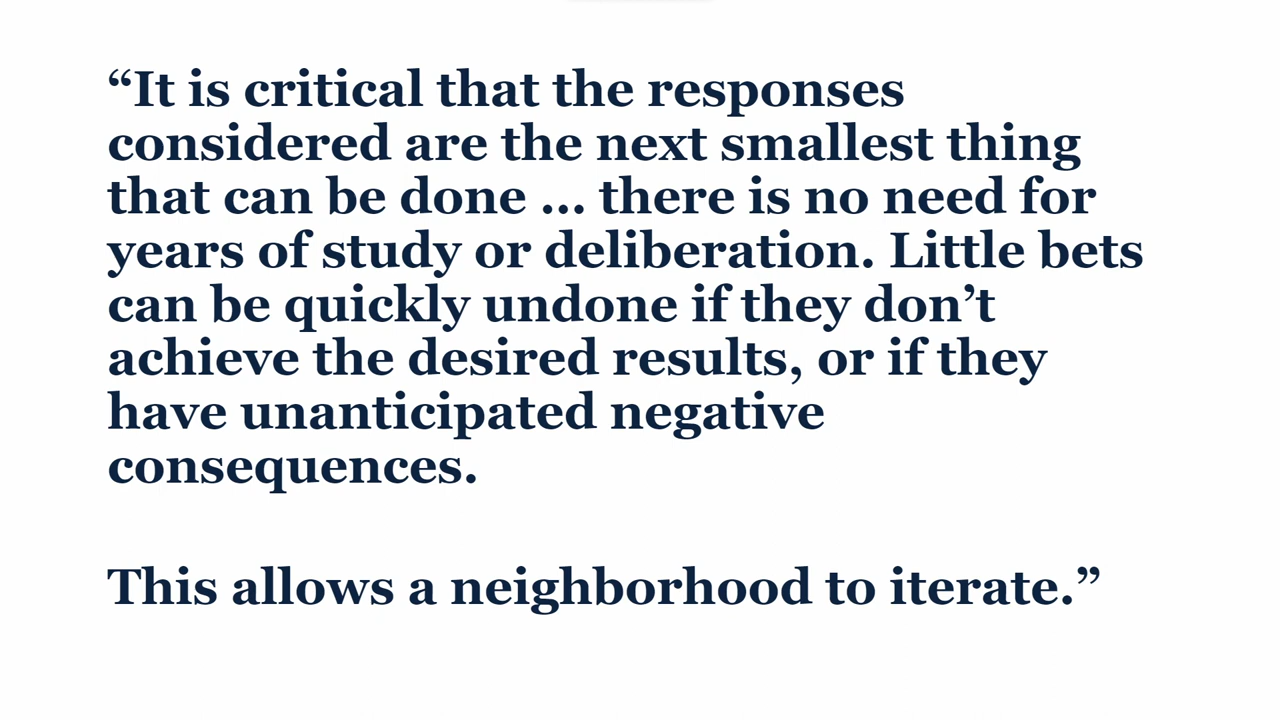 “It is critical that the responses
considered are the next smallest thing
that can be done ... there is no need for
years of study or deliberation. Little bets
can be quickly undone if they don’t
achieve the desired results, or if they
have unanticipated negative
consequences.
This allows a neighborhood to iterate.”